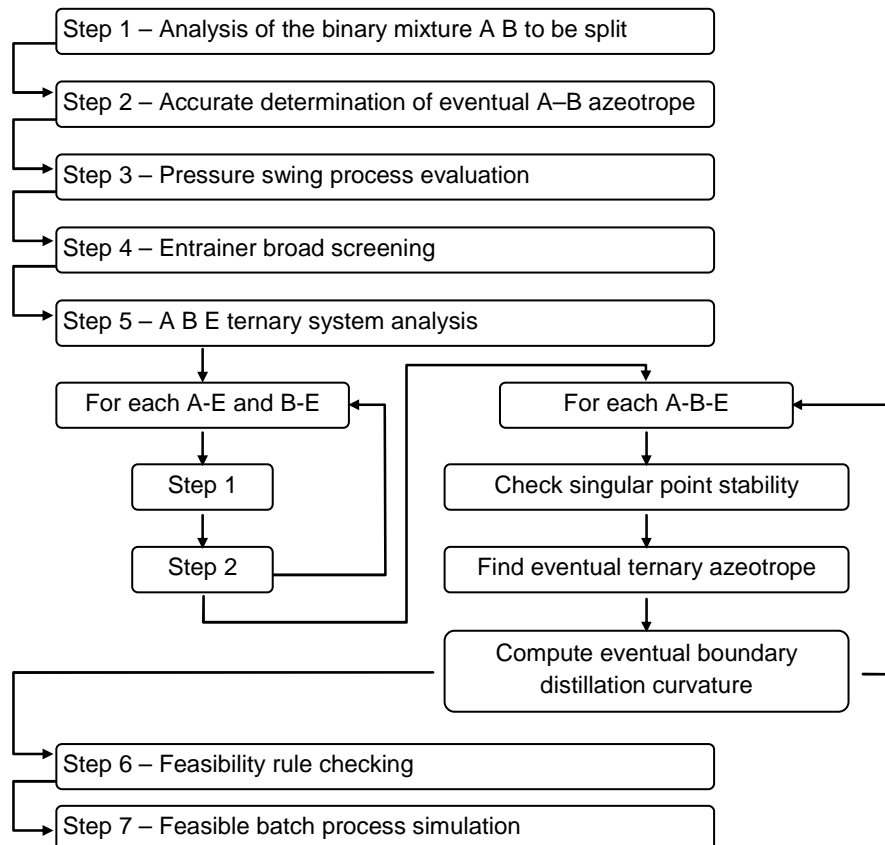 Step 1 – Analysis of the binary mixture A B to be split
Step 2 – Accurate determination of eventual A–B azeotrope
Step 3 – Pressure swing process evaluation
Step 4 – Entrainer broad screening
Step 5 – A B E ternary system analysis
For each A-E and B-E
Step 1
Step 2
For each A-B-E
Check singular point stability
Find eventual ternary azeotrope
Compute eventual boundary
distillation curvature
Step 6 – Feasibility rule checking
Step 7 – Feasible batch process simulation